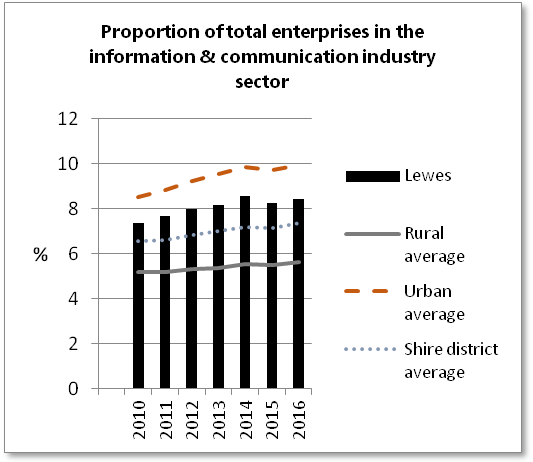 Proportion of total enterprises in the
information & communication industry
sector
12
10
8
6
4
2
0
%
2010
2011
2012
2013
2014
2015
2016
Lewes
Rural
average
Urban
average
Shire district
average